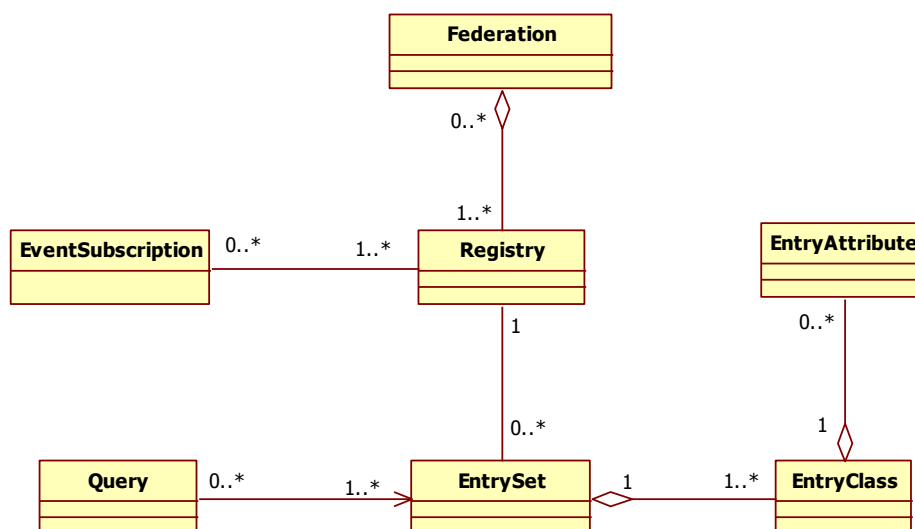 Federation
0..*
1..*
EventSubscription
0..*
1..*
Registry
EntryAttribute
1
0..*
0..*
1
Query
0..*
1..*
EntrySet
1
1..*
EntryClass